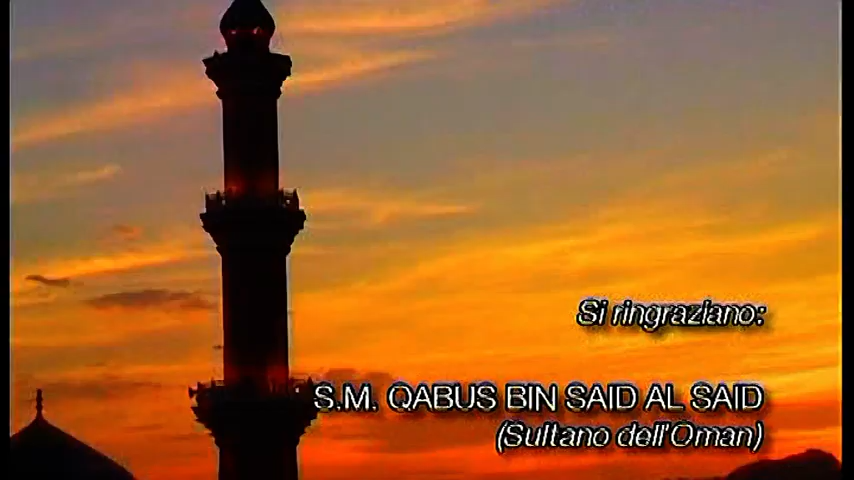 Si ringraziano:
S.M. QABUS BIN SAID AL SAID
(Sultano dell'Oman)